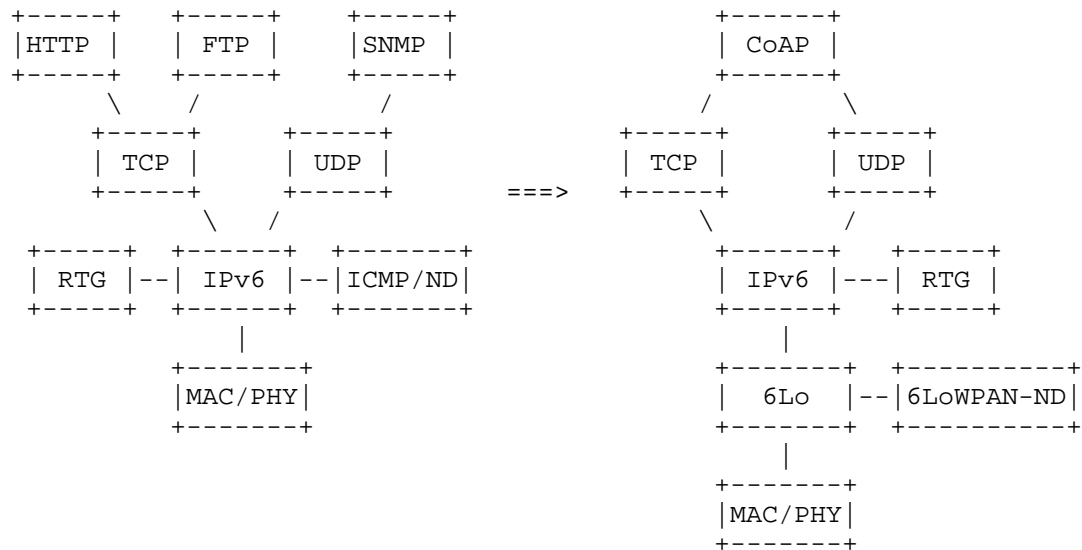 HTTP FTP SNMP CoAP
TCP UDP TCP UDP
===>
RTG -- IPv6 -- ICMP/ND IPv6 --- RTG
MAC/PHY 6Lo -- 6LoWPAN-ND
MAC/PHY